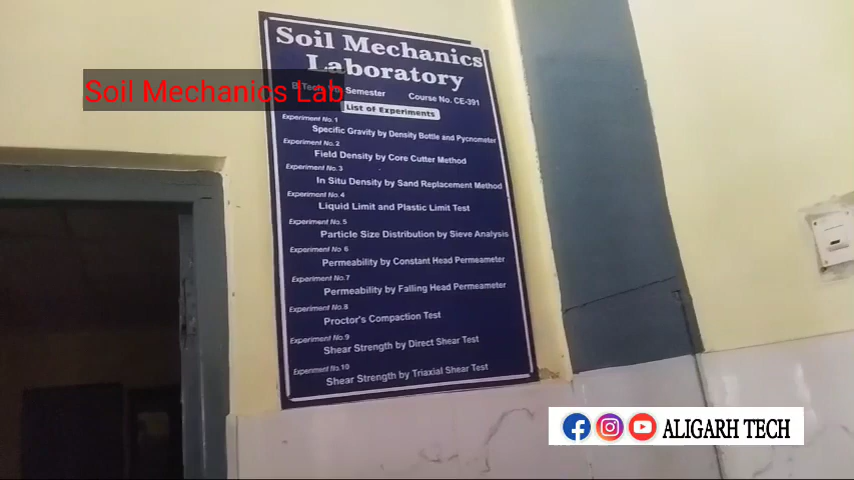 Soil Mechanics
Laboratory
Soil Mechanics Lab
B.Tech Semester Course No. CE-391
List of Experiments
Experiment No.1
Specific Gravity by Density Bottle and Pycnometer
Experiment No.2
Field Density by Core Cutter Method
Experiment No.3
In Situ Density by Sand Replacement Method
Experiment No.4
Liquid Limit and Plastic Limit Test
Experiment No.5
Particle Size Distribution by Sieve Analysis
Experiment No 6
Permeability by Constant Head Permeameter
Experiment No.7
Permeability by Falling Head Permeameter
Experiment No.8
Proctor's Compaction Test
Experiment No.9
Shear Strength by Direct Shear Test
Experiment No.10
Shear Strength by Triaxial Shear Test
ALIGARH TECH